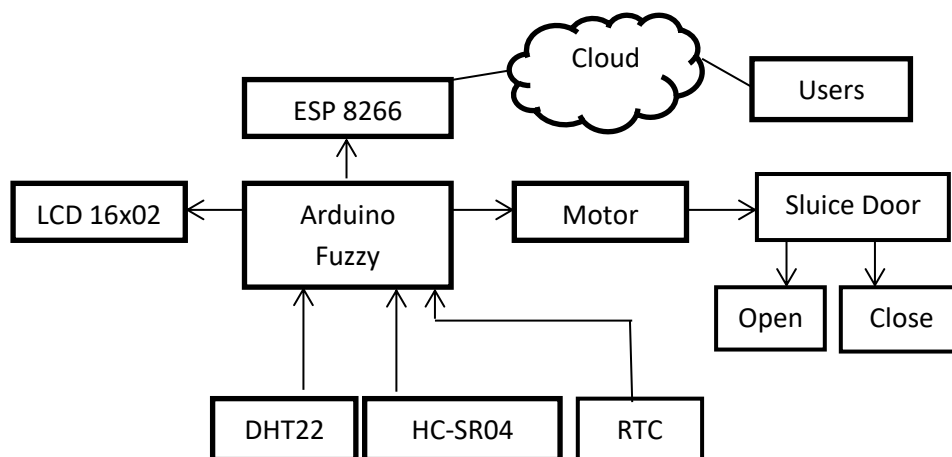 Cloud
Users
ESP 8266
LCD 16x02
Arduino
Fuzzy
Motor
Sluice Door
Open
Close
DHT22
HC-SR04
RTC